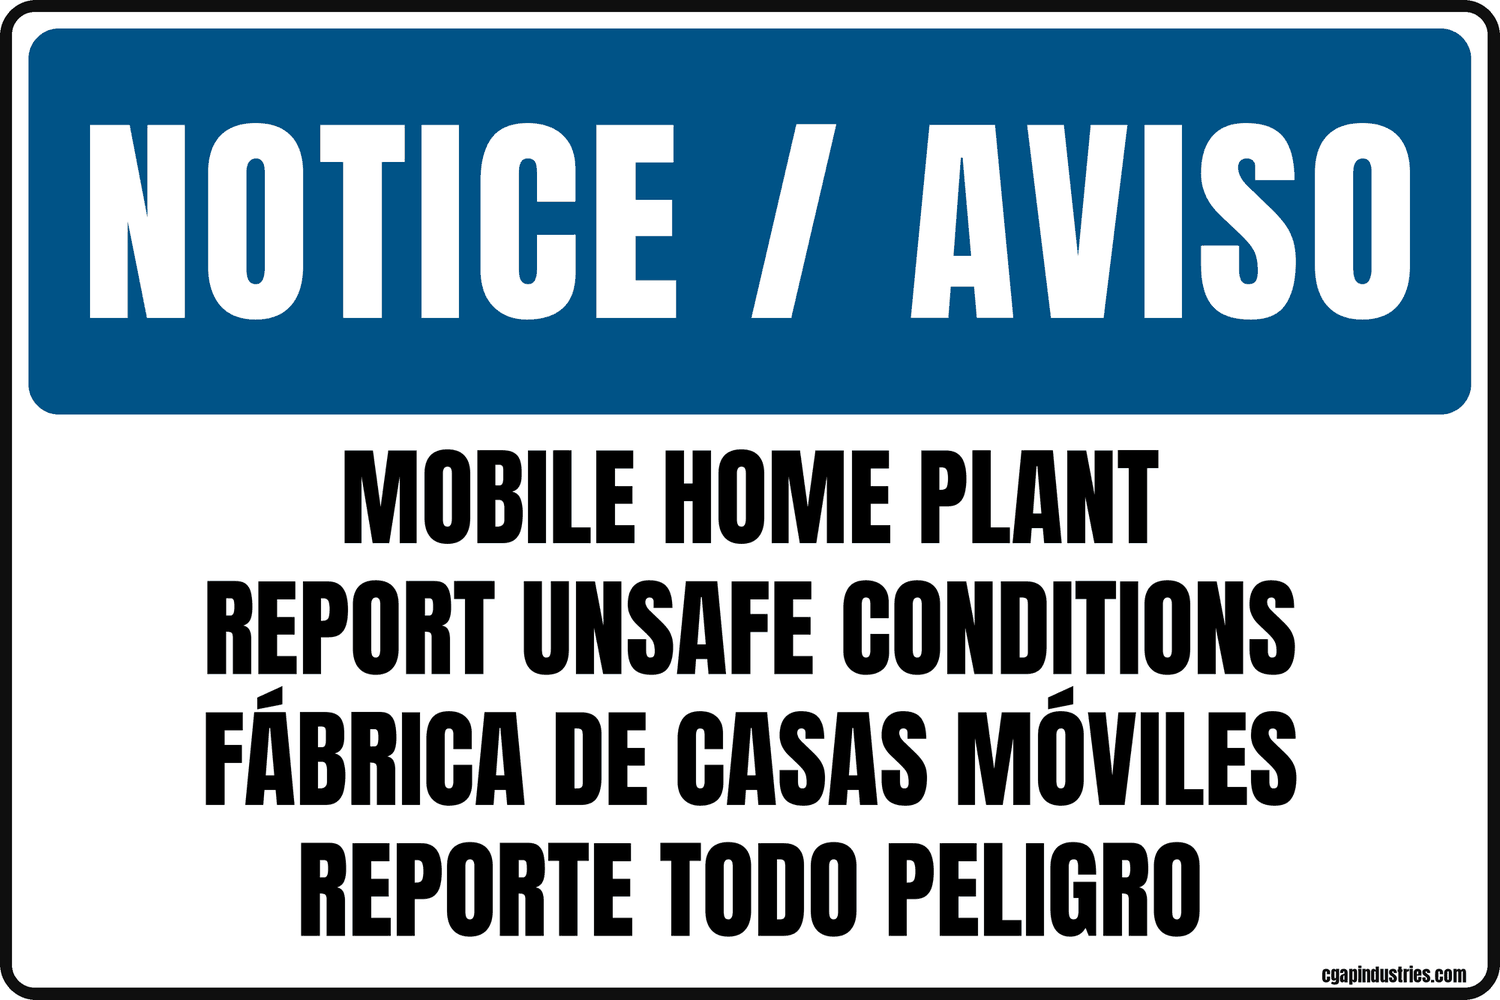 NOTICE / AVISO
MOBILE HOME PLANT
REPORT UNSAFE CONDITIONS
FÁBRICA DE CASAS MÓVILES
REPORTE TODO PELIGRO
cgapindustries.com